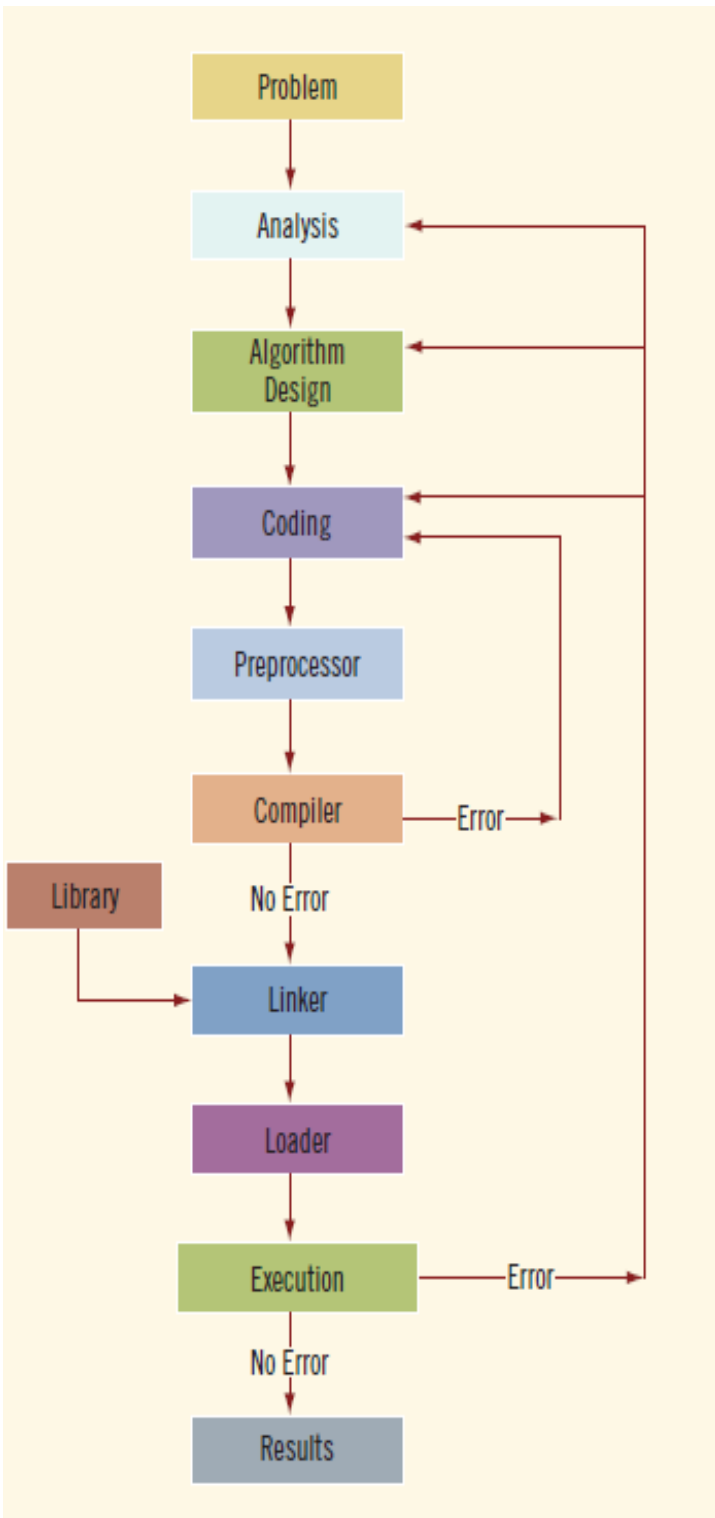 Problem
Analysis
Algorithm
Design
Coding
Preprocessor
Compiler
Error
Library
No Error
Linker
Loader
Execution
Error
No Error
Results